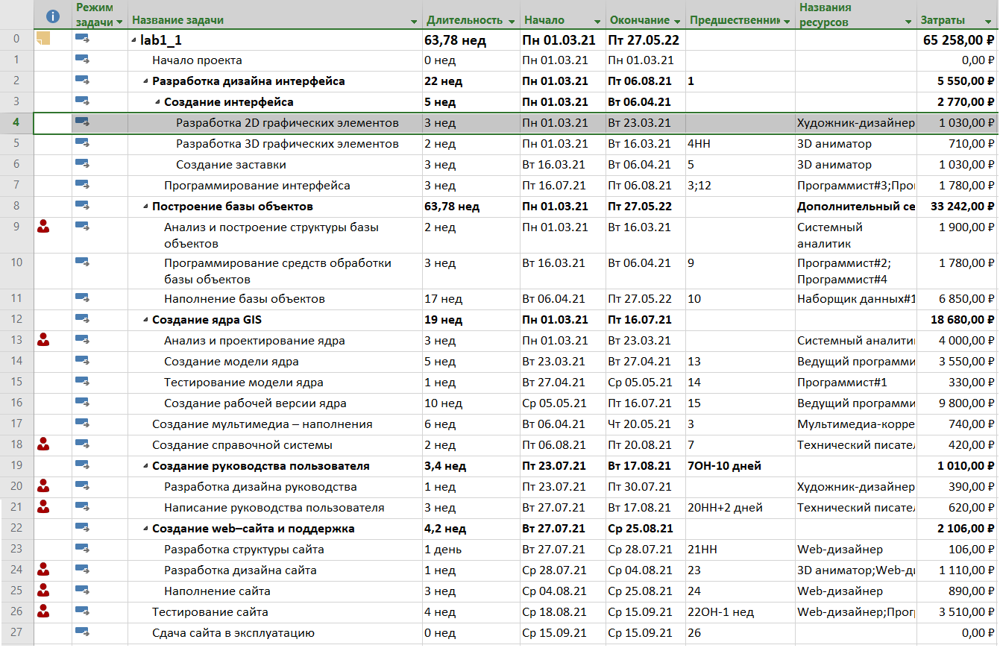 Режим задачи Название задачи Длительность Начало Окончание Предшественник Названия ресурсов Затраты
0 lab1_1 63,78 нед Пн 01.03.21 Пт 27.05.22 65 258,00 ₽
1 Начало проекта 0 нед Пн 01.03.21 Пн 01.03.21 0,00 ₽
2 Разработка дизайна интерфейса 22 нед Пн 01.03.21 Пт 06.08.21 1 5 550,00 ₽
3 Создание интерфейса 5 нед Пн 01.03.21 Вт 06.04.21 2 770,00 ₽
4 Разработка 2D графических элементов 3 нед Пн 01.03.21 Вт 23.03.21 Художник-дизайнер 1 030,00 ₽
5 Разработка 3D графических элементов 2 нед Пн 01.03.21 Вт 16.03.21 4НН 3D аниматор 710,00 ₽
6 Создание заставки 3 нед Вт 16.03.21 Вт 06.04.21 5 3D аниматор 1 030,00 ₽
7 Программирование интерфейса 3 нед Пт 16.07.21 Пт 06.08.21 3;12 Программист#3;Про 1 780,00 ₽
8 Построение базы объектов 63,78 нед Пн 01.03.21 Пт 27.05.22 Дополнительный се 33 242,00 ₽
9 Анализ и построение структуры базы объектов 2 нед Пн 01.03.21 Вт 16.03.21 Системный аналитик 1 900,00 ₽
10 Программирование средств обработки базы объектов 3 нед Вт 16.03.21 Вт 06.04.21 9 Программист#2; Программист#4 1 780,00 ₽
11 Наполнение базы объектов 17 нед Вт 06.04.21 Пт 27.05.22 10 Наборщик данных#1 6 850,00 ₽
12 Создание ядра GIS 19 нед Пн 01.03.21 Пт 16.07.21 18 680,00 ₽
13 Анализ и проектирование ядра 3 нед Пн 01.03.21 Вт 23.03.21 Системный аналити 4 000,00 ₽
14 Создание модели ядра 5 нед Вт 23.03.21 Вт 27.04.21 13 Ведущий программи 3 550,00 ₽
15 Тестирование модели ядра 1 нед Вт 27.04.21 Ср 05.05.21 14 Программист#1 330,00 ₽
16 Создание рабочей версии ядра 10 нед Ср 05.05.21 Пт 16.07.21 15 Ведущий программи 9 800,00 ₽
17 Создание мультимедиа – наполнения 6 нед Вт 06.04.21 Чт 20.05.21 3 Мультимедиа-корре 740,00 ₽
18 Создание справочной системы 2 нед Пт 06.08.21 Пт 20.08.21 7 Технический писател 420,00 ₽
19 Создание руководства пользователя 3,4 нед Пт 23.07.21 Вт 17.08.21 7ОН-10 дней 1 010,00 ₽
20 Разработка дизайна руководства 1 нед Пт 23.07.21 Пт 30.07.21 Художник-дизайнер 390,00 ₽
21 Написание руководства пользователя 3 нед Вт 27.07.21 Вт 17.08.21 20НН+2 дней Технический писател 620,00 ₽
22 Создание web–сайта и поддержка 4,2 нед Вт 27.07.21 Ср 25.08.21 2 106,00 ₽
23 Разработка структуры сайта 1 день Вт 27.07.21 Ср 28.07.21 21НН Web-дизайнер 106,00 ₽
24 Разработка дизайна сайта 1 нед Ср 28.07.21 Ср 04.08.21 23 3D аниматор;Web-ди 1 110,00 ₽
25 Наполнение сайта 3 нед Ср 04.08.21 Ср 25.08.21 24 Web-дизайнер 890,00 ₽
26 Тестирование сайта 4 нед Ср 18.08.21 Ср 15.09.21 22ОН-1 нед Web-дизайнер;Прог 3 510,00 ₽
27 Сдача сайта в эксплуатацию 0 нед Ср 15.09.21 Ср 15.09.21 26 0,00 ₽